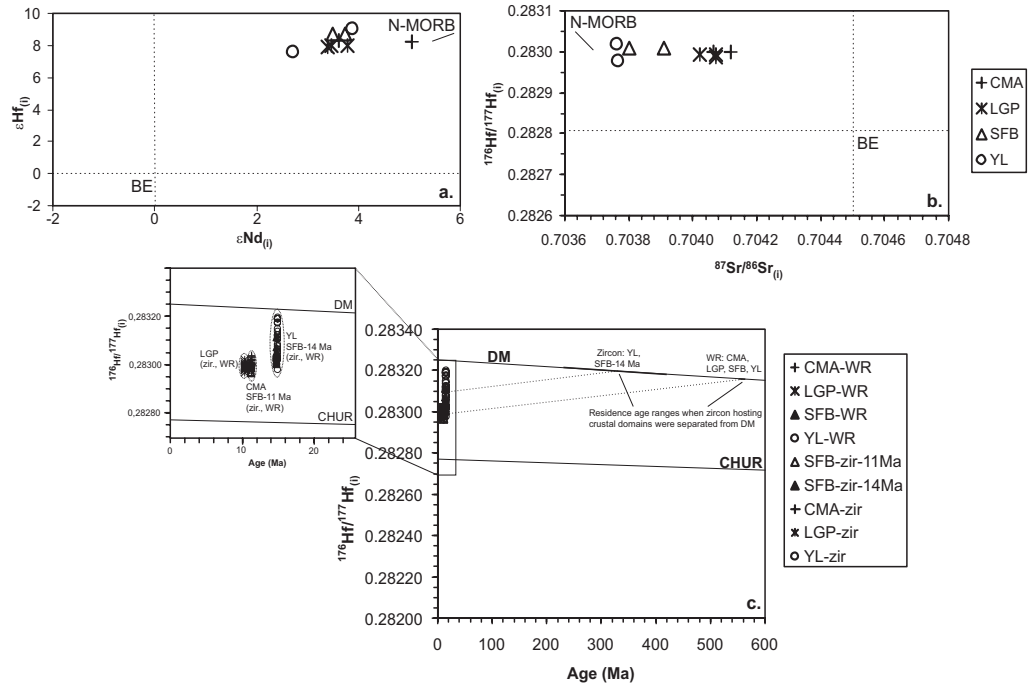 10
8
6
4
2
0
-2
εHf(i)
N-MORB
BE
a.
-2
0
2
4
6
εNd(i)
0.2831
0.2830
0.2829
0.2828
0.2827
0.2826
176Hf/177Hf(i)
N-MORB
BE
b.
0.7036
0.7038
0.7040
0.7042
0.7044
0.7046
0.7048
87Sr/86Sr(i)
CMA
LGP
SFB
YL
176Hf/177Hf(i)
0,28320
0,28300
0,28280
DM
LGP
(zir., WR)
YL
SFB-14 Ma
(zir., WR)
CMA
SFB-11 Ma
(zir., WR)
CHUR
0
10
20
Age (Ma)
176Hf/177Hf(i)
0.28340
0.28320
0.28300
0.28280
0.28260
0.28240
0.28220
0.28200
DM
Zircon: YL,
SFB-14 Ma
WR: CMA,
LGP, SFB, YL
Residence age ranges when zircon hosting
crustal domains were separated from DM
CHUR
c.
0
100
200
300
400
500
600
Age (Ma)
CMA-WR
LGP-WR
SFB-WR
YL-WR
SFB-zir-11Ma
SFB-zir-14Ma
CMA-zir
LGP-zir
YL-zir